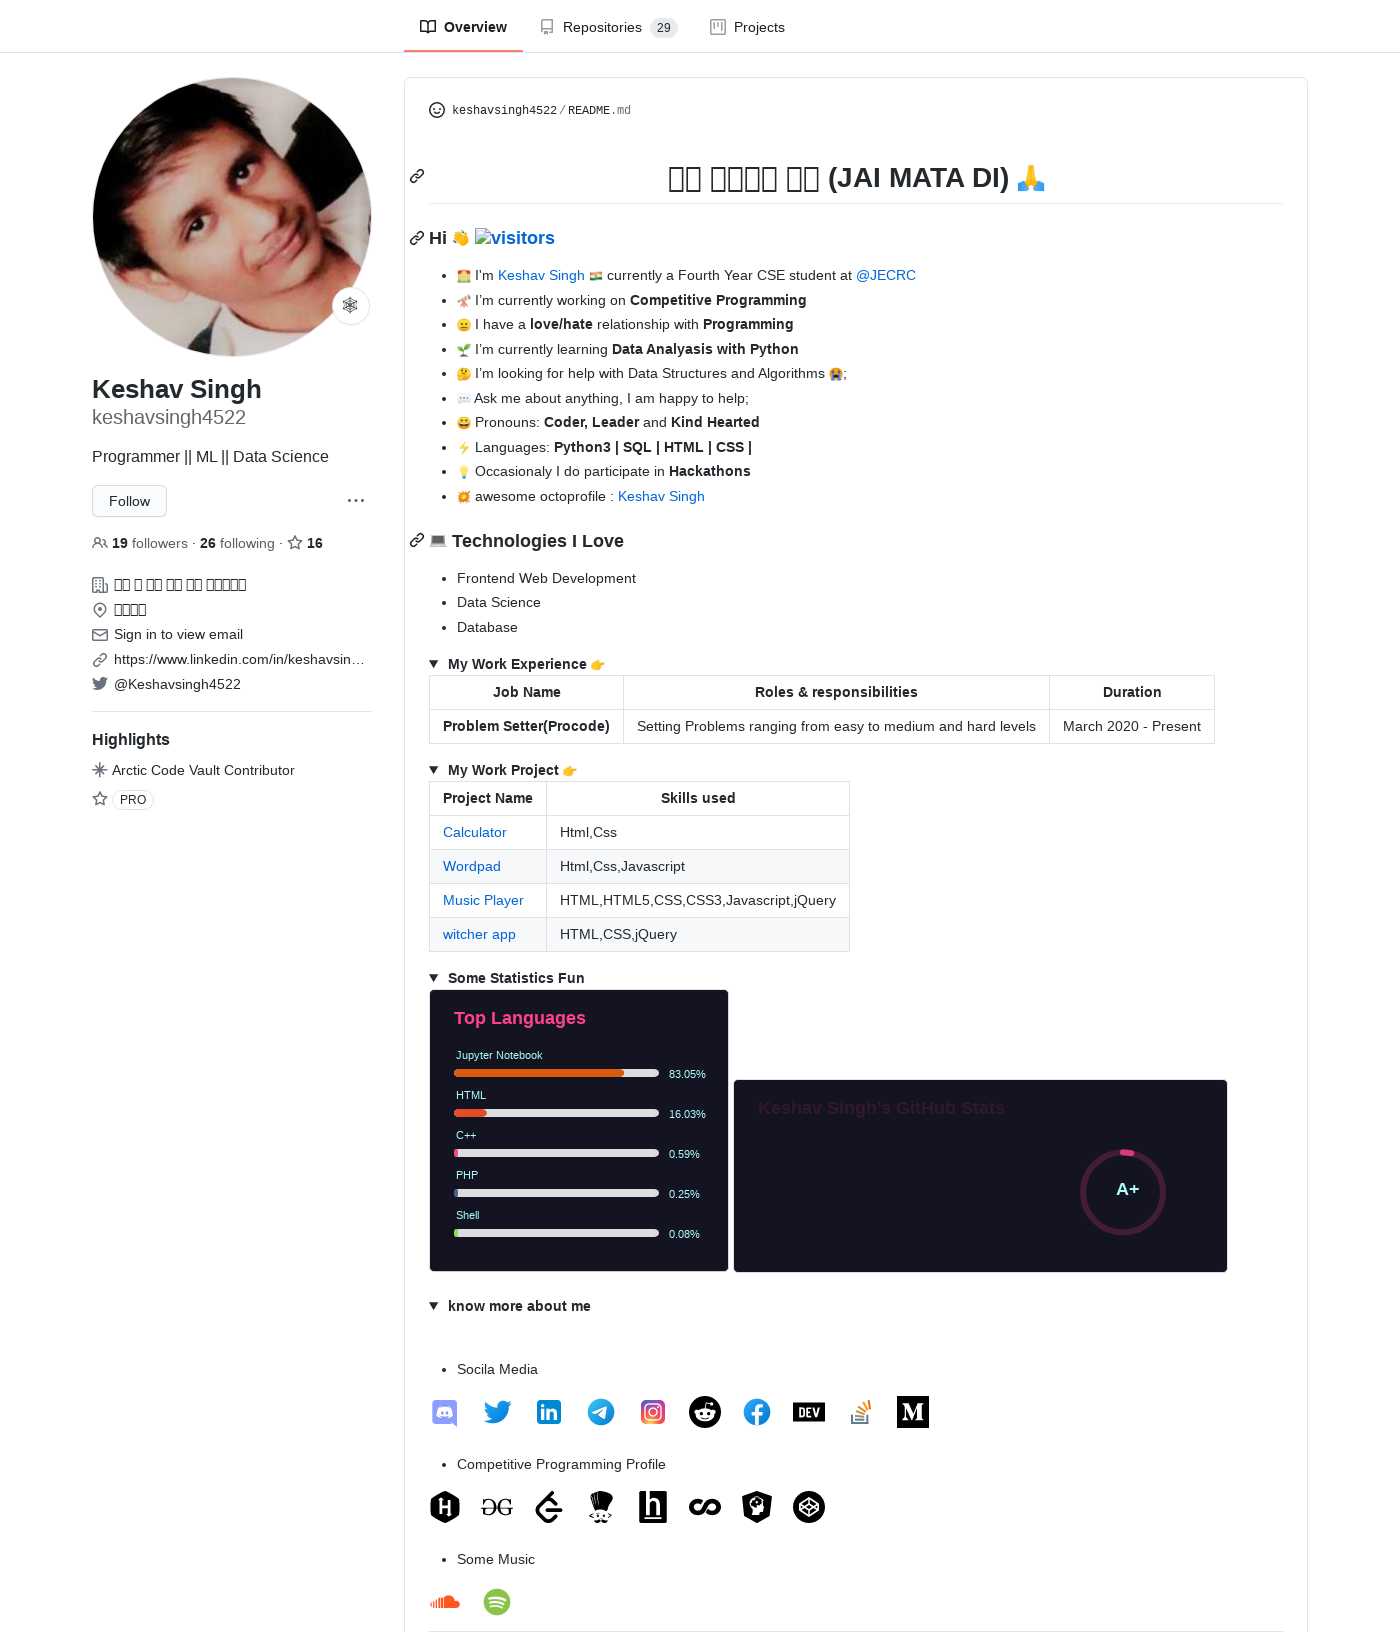 Overview
Repositories 29
Projects
keshavsingh4522/README.md
(JAI MATA DI) 🙏
Hi 👋 visitors
I'm Keshav Singh 🇮🇳 currently a Fourth Year CSE student at @JECRC
I'm currently working on Competitive Programming
I have a love/hate relationship with Programming
🌱 I'm currently learning Data Analyasis with Python
🤔 I'm looking for help with Data Structures and Algorithms 😭;
💬 Ask me about anything, I am happy to help;
😄 Pronouns: Coder, Leader and Kind Hearted
⚡ Languages: Python3 | SQL | HTML | CSS |
💡 Occasionaly I do participate in Hackathons
💥 awesome octoprofile : Keshav Singh
💻 Technologies I Love
Frontend Web Development
Data Science
Database
My Work Experience 👉
Job Name Roles & responsibilities Duration
Problem Setter(Procode) Setting Problems ranging from easy to medium and hard levels March 2020 - Present
My Work Project 👉
Project Name Skills used
Calculator Html,Css
Wordpad Html,Css,Javascript
Music Player HTML,HTML5,CSS,CSS3,Javascript,jQuery
witcher app HTML,CSS,jQuery
Some Statistics Fun
Top Languages
Jupyter Notebook
83.05%
HTML
16.03%
C++
0.59%
PHP
0.25%
Shell
0.08%
Keshav Singh's GitHub Stats
A+
know more about me
Socila Media
DEV
Competitive Programming Profile
Some Music
Keshav Singh
keshavsingh4522
Programmer || ML || Data Science
Follow
19 followers · 26 following · 16
Sign in to view email
https://www.linkedin.com/in/keshavsin…
@Keshavsingh4522
Highlights
Arctic Code Vault Contributor
PRO